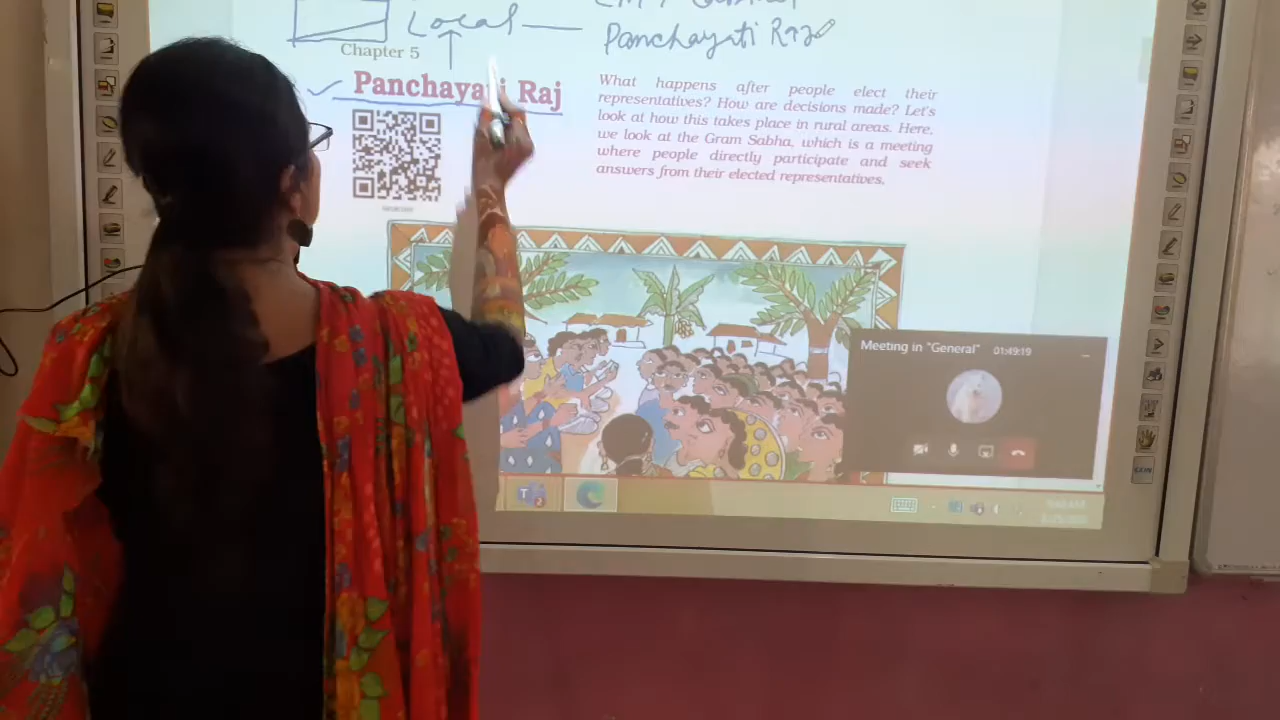 Local —
Panchayati Raj
Chapter 5
Panchayati Raj
What happens after people elect their
representatives? How are decisions made? Let's
look at how this takes place in rural areas. Here,
we look at the Gram Sabha, which is a meeting
where people directly participate and seek
answers from their elected representatives.
Meeting in "General" 01:49:19